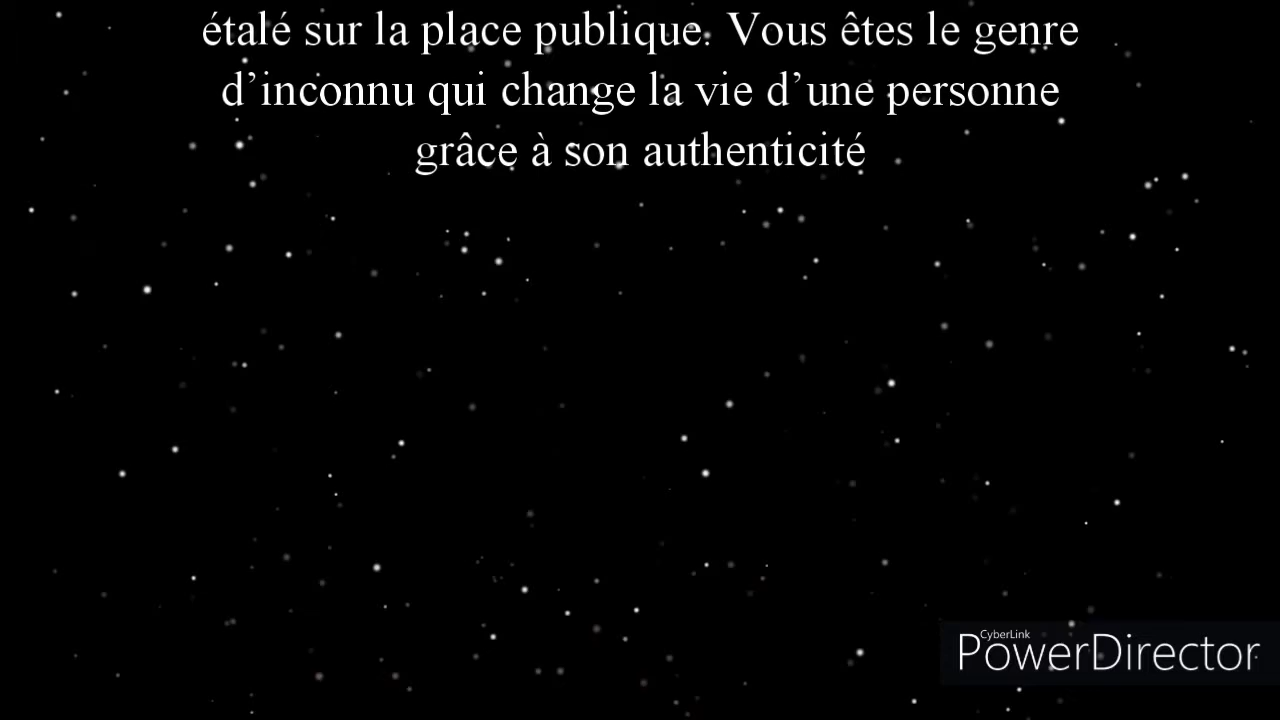 étalé sur la place publique. Vous êtes le genre
d’inconnu qui change la vie d’une personne
grâce à son authenticité
CyberLink
PowerDirector